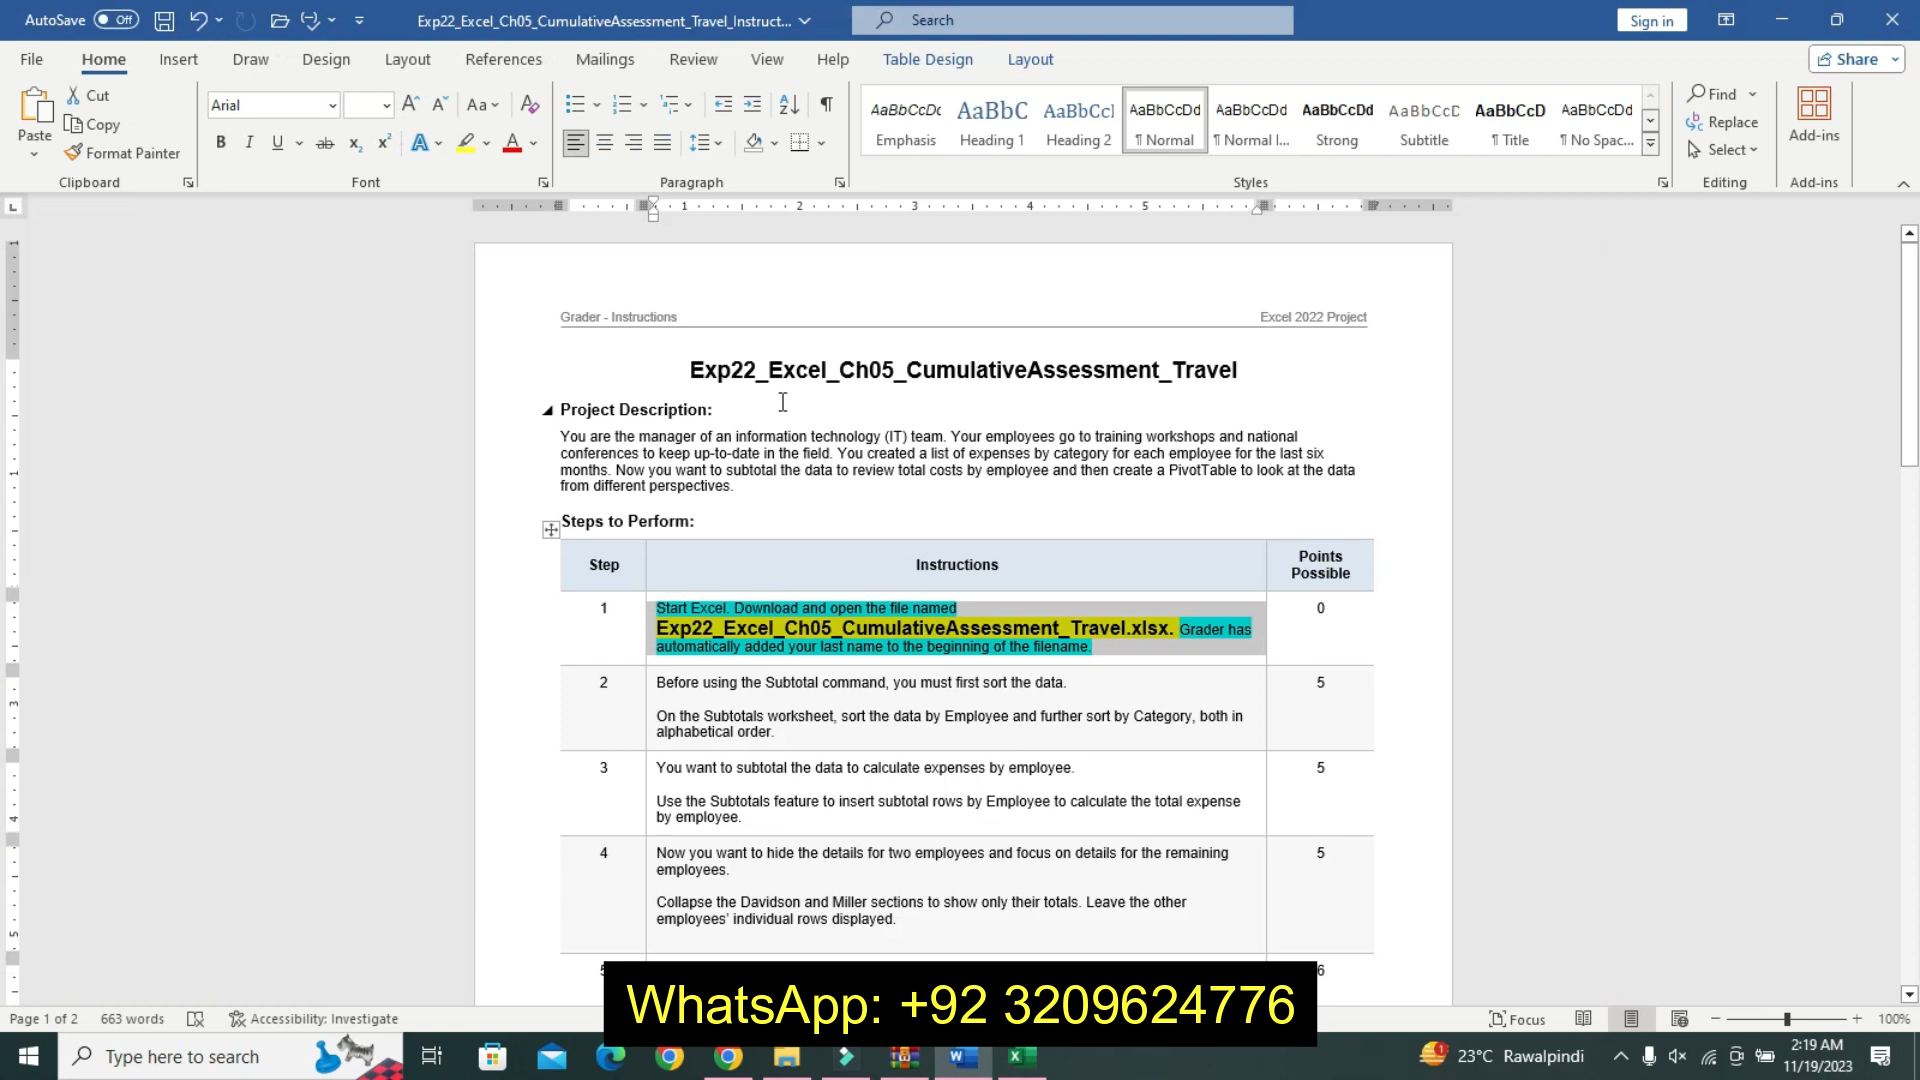 AutoSave Off
Exp22_Excel_Ch05_CumulativeAssessment_Travel_Instruct...
Search
Sign in
File Home Insert Draw Design Layout References Mailings Review View Help Table Design Layout
Share
Paste
Cut
Copy
Format Painter
Clipboard
Arial
Font
Paragraph
AaBbCcDc Emphasis
AaBbC Heading 1
AaBbCcI Heading 2
AaBbCcDd ¶ Normal
AaBbCcDd ¶ Normal I...
AaBbCcDd Strong
AaBbCcC Subtitle
AaBbCcD ¶ Title
AaBbCcDd ¶ No Spac...
Styles
Find
Replace
Select
Editing
Add-ins
Add-ins
1 2 3 4 5
Grader - Instructions
Excel 2022 Project
Exp22_Excel_Ch05_CumulativeAssessment_Travel
Project Description:
You are the manager of an information technology (IT) team. Your employees go to training workshops and national
conferences to keep up-to-date in the field. You created a list of expenses by category for each employee for the last six
months. Now you want to subtotal the data to review total costs by employee and then create a PivotTable to look at the data
from different perspectives.
Steps to Perform:
Step
Instructions
Points
Possible
1
Start Excel. Download and open the file named
Exp22_Excel_Ch05_CumulativeAssessment_Travel.xlsx. Grader has
automatically added your last name to the beginning of the filename.
0
2
Before using the Subtotal command, you must first sort the data.
On the Subtotals worksheet, sort the data by Employee and further sort by Category, both in
alphabetical order.
5
3
You want to subtotal the data to calculate expenses by employee.
Use the Subtotals feature to insert subtotal rows by Employee to calculate the total expense
by employee.
5
4
Now you want to hide the details for two employees and focus on details for the remaining
employees.
Collapse the Davidson and Miller sections to show only their totals. Leave the other
employees' individual rows displayed.
5
6
WhatsApp: +92 3209624776
Page 1 of 2
663 words
Accessibility: Investigate
Focus
100%
Type here to search
23°C Rawalpindi
2:19 AM
11/19/2023